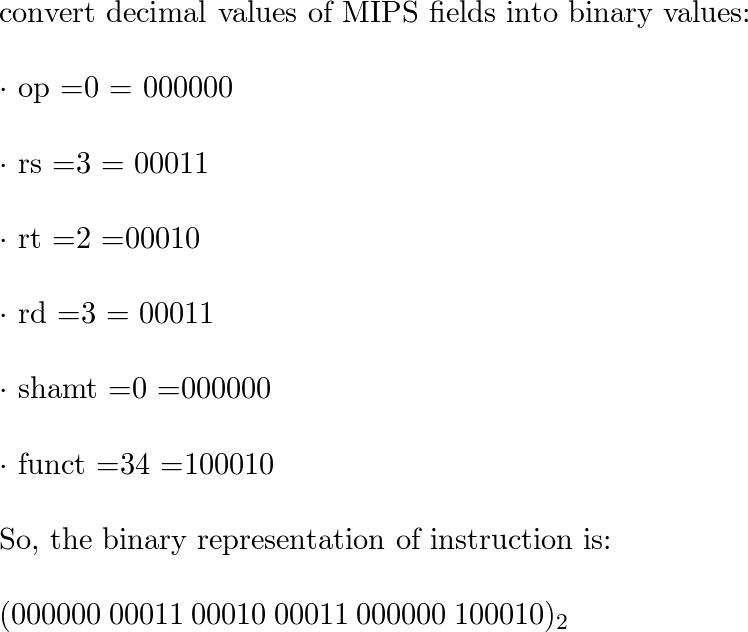 convert decimal values of MIPS fields into binary values:
· op =0 = 000000
· rs =3 = 00011
· rt =2 =00010
· rd =3 = 00011
· shamt =0 =000000
· funct =34 =100010
So, the binary representation of instruction is:
(000000 00011 00010 00011 000000 100010)₂